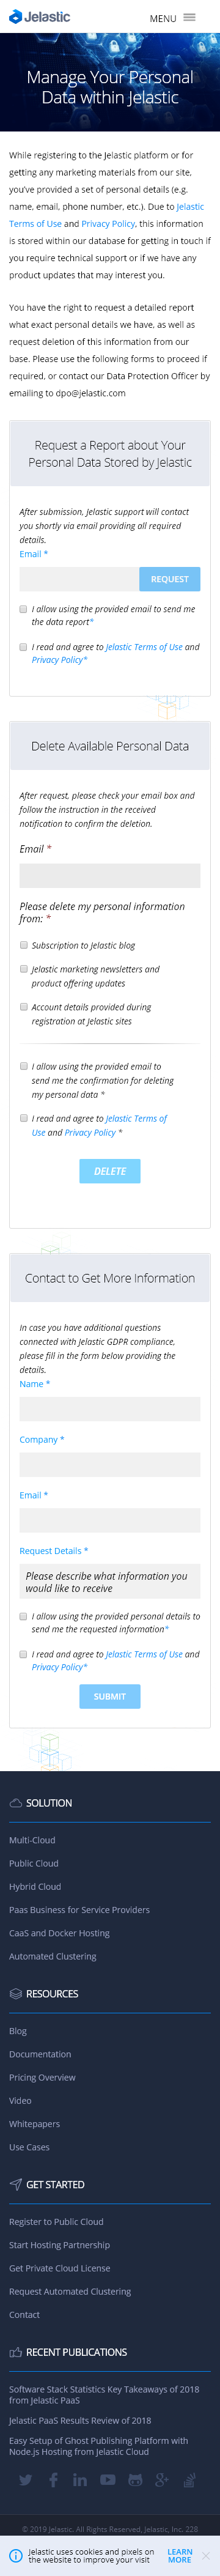 Jelastic
MENU
Manage Your Personal
Data within Jelastic
While registering to the Jelastic platform or for
getting any marketing materials from our site,
you've provided a set of personal details (e.g.
name, email, phone number, etc.). Due to Jelastic
Terms of Use and Privacy Policy, this information
is stored within our database for getting in touch if
you require technical support or if we have any
product updates that may interest you.
You have the right to request a detailed report
what exact personal details we have, as well as
request deletion of this information from our
base. Please use the following forms to proceed if
required, or contact our Data Protection Officer by
emailing to dpo@jelastic.com
Request a Report about Your
Personal Data Stored by Jelastic
After submission, Jelastic support will contact
you shortly via email providing all required
details.
Email *
REQUEST
I allow using the provided email to send me
the data report*
I read and agree to Jelastic Terms of Use and
Privacy Policy*
Delete Available Personal Data
After request, please check your email box and
follow the instruction in the received
notification to confirm the deletion.
Email *
Please delete my personal information
from: *
Subscription to Jelastic blog
Jelastic marketing newsletters and
product offering updates
Account details provided during
registration at Jelastic sites
I allow using the provided email to
send me the confirmation for deleting
my personal data *
I read and agree to Jelastic Terms of
Use and Privacy Policy *
DELETE
Contact to Get More Information
In case you have additional questions
connected with Jelastic GDPR compliance,
please fill in the form below providing the
details.
Name *
Company *
Email *
Request Details *
Please describe what information you
would like to receive
I allow using the provided personal details to
send me the requested information*
I read and agree to Jelastic Terms of Use and
Privacy Policy*
SUBMIT
SOLUTION
Multi-Cloud
Public Cloud
Hybrid Cloud
Paas Business for Service Providers
CaaS and Docker Hosting
Automated Clustering
RESOURCES
Blog
Documentation
Pricing Overview
Video
Whitepapers
Use Cases
GET STARTED
Register to Public Cloud
Start Hosting Partnership
Get Private Cloud License
Request Automated Clustering
Contact
RECENT PUBLICATIONS
Software Stack Statistics Key Takeaways of 2018
from Jelastic PaaS
Jelastic PaaS Results Review of 2018
Easy Setup of Ghost Publishing Platform with
Node.js Hosting from Jelastic Cloud
© 2019 Jelastic. All Rights Reserved, Jelastic, Inc. 228
Jelastic uses cookies and pixels on
the website to improve your visit
LEARN
MORE